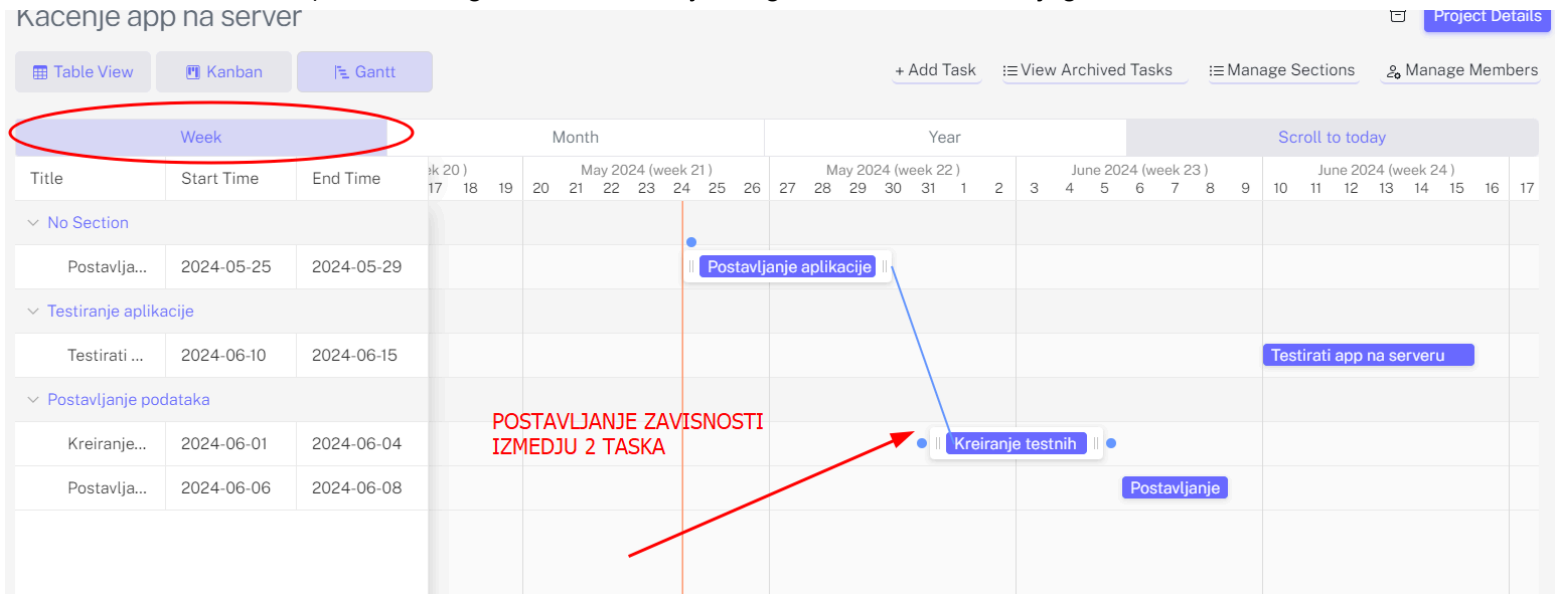 Kačenje app na server
Project Details
Table View Kanban Gantt
+ Add Task View Archived Tasks Manage Sections Manage Members
Week Month Year Scroll to today
Title Start Time End Time
May 2024 (week 21 ) May 2024 (week 22 ) June 2024 (week 23 ) June 2024 (week 24 )
17 18 19 20 21 22 23 24 25 26 27 28 29 30 31 1 2 3 4 5 6 7 8 9 10 11 12 13 14 15 16 17
No Section
Postavlja... 2024-05-25 2024-05-29 Postavljanje aplikacije
Testiranje aplikacije
Testirati ... 2024-06-10 2024-06-15 Testirati app na serveru
Postavljanje podataka
POSTAVLJANJE ZAVISNOSTI
IZMEDJU 2 TASKA
Kreiranje... 2024-06-01 2024-06-04 Kreiranje testnih
Postavlja... 2024-06-06 2024-06-08 Postavljanje